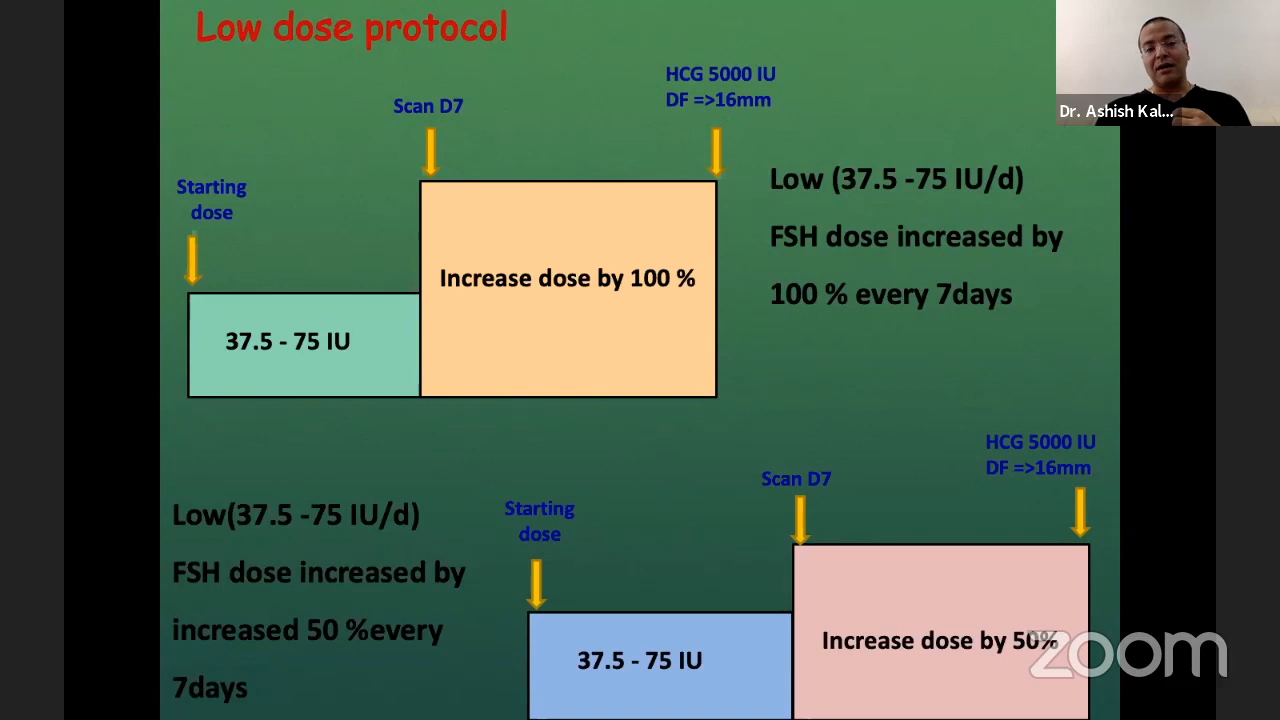 Low dose protocol
HCG 5000 IU
DF =>16mm
Scan D7
Dr. Ashish Kal...
Starting
dose
Low (37.5 -75 IU/d)
FSH dose increased by
100 % every 7days
Increase dose by 100 %
37.5 - 75 IU
HCG 5000 IU
DF =>16mm
Scan D7
Starting
dose
Low(37.5 -75 IU/d)
FSH dose increased by
increased 50 %every
7days
Increase dose by 50%
37.5 - 75 IU
zoom